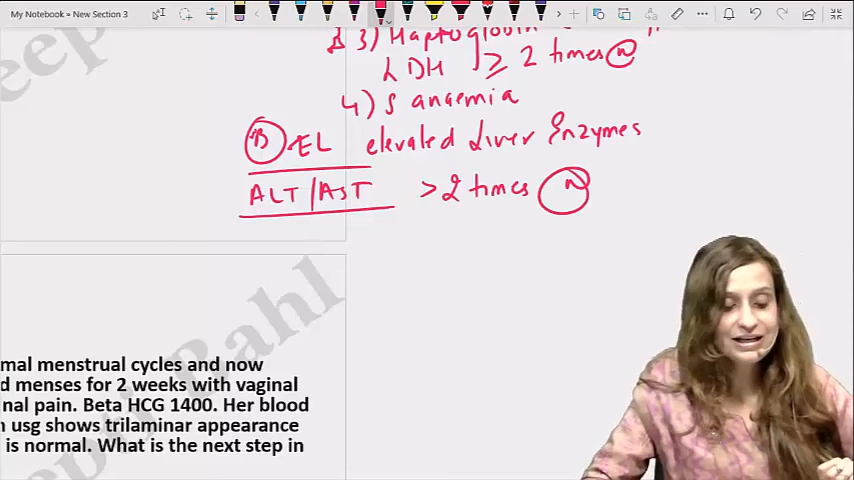 My Notebook = New Section 3
3) Haptoglobin
LDH ≥ 2 times N
4) S anaemia
B EL elevated Liver Enzymes
ALT/AST >2 times N
mal menstrual cycles and now
d menses for 2 weeks with vaginal
nal pain. Beta HCG 1400. Her blood
n usg shows trilaminar appearance
is normal. What is the next step in